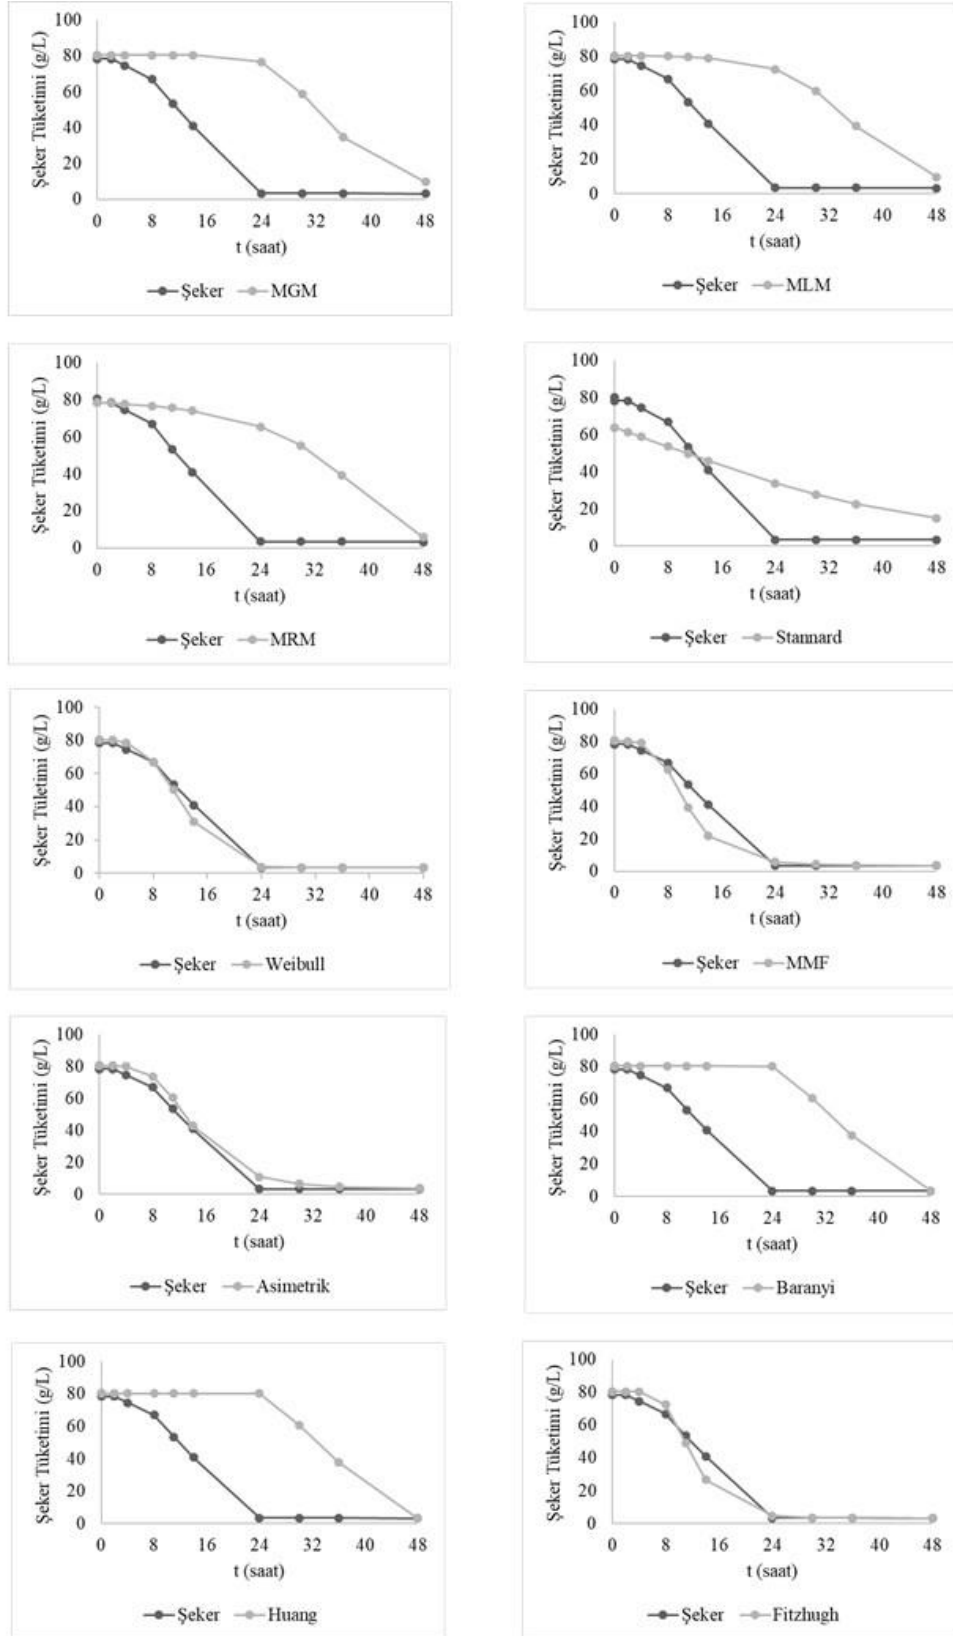 Şeker Tüketimi (g/L)
100
80
60
40
20
0
0 8 16 24 32 40 48
t (saat)
Şeker MGM
Şeker Tüketimi (g/L)
100
80
60
40
20
0
0 8 16 24 32 40 48
t (saat)
Şeker MLM
Şeker Tüketimi (g/L)
100
80
60
40
20
0
0 8 16 24 32 40 48
t (saat)
Şeker MRM
Şeker Tüketimi (g/L)
100
80
60
40
20
0
0 8 16 24 32 40 48
t (saat)
Şeker Stannard
Şeker Tületimi (g/L)
100
80
60
40
20
0
0 8 16 24 32 40 48
t (saat)
Şeker Weibull
Şeker Tüketimi (g/L)
100
80
60
40
20
0
0 8 16 24 32 40 48
t (saat)
Şeker MMF
Şeker Tüketimi (g/L)
100
80
60
40
20
0
0 8 16 24 32 40 48
t (saat)
Şeker Asimetrik
Şeker Tüketimi (g/L)
100
80
60
40
20
0
0 8 16 24 32 40 48
t (saat)
Şeker Baranyi
Şeker Tüketimi (g/L)
100
80
60
40
20
0
0 8 16 24 32 40 48
t (saat)
Şeker Huang
Şeker Tüketimi (g/L)
100
80
60
40
20
0
0 8 16 24 32 40 48
t (saat)
Şeker Fitzhugh